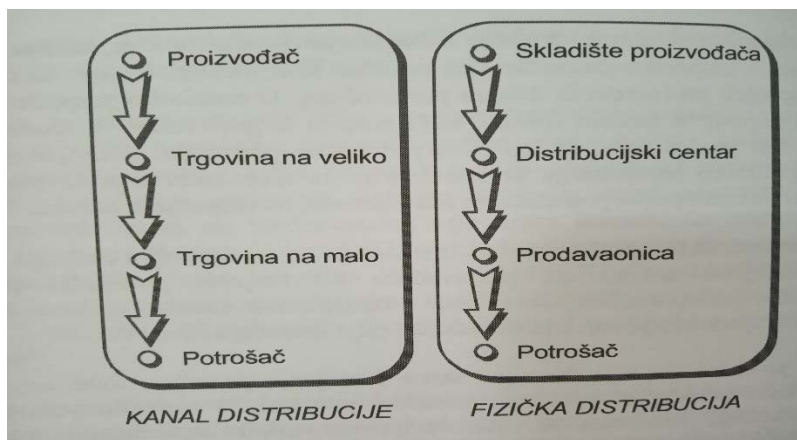 Proizvođač
Trgovina na veliko
Trgovina na malo
Potrošač
KANAL DISTRIBUCIJE
Skladište proizvođača
Distribucijski centar
Prodavaonica
Potrošač
FIZIČKA DISTRIBUCIJA